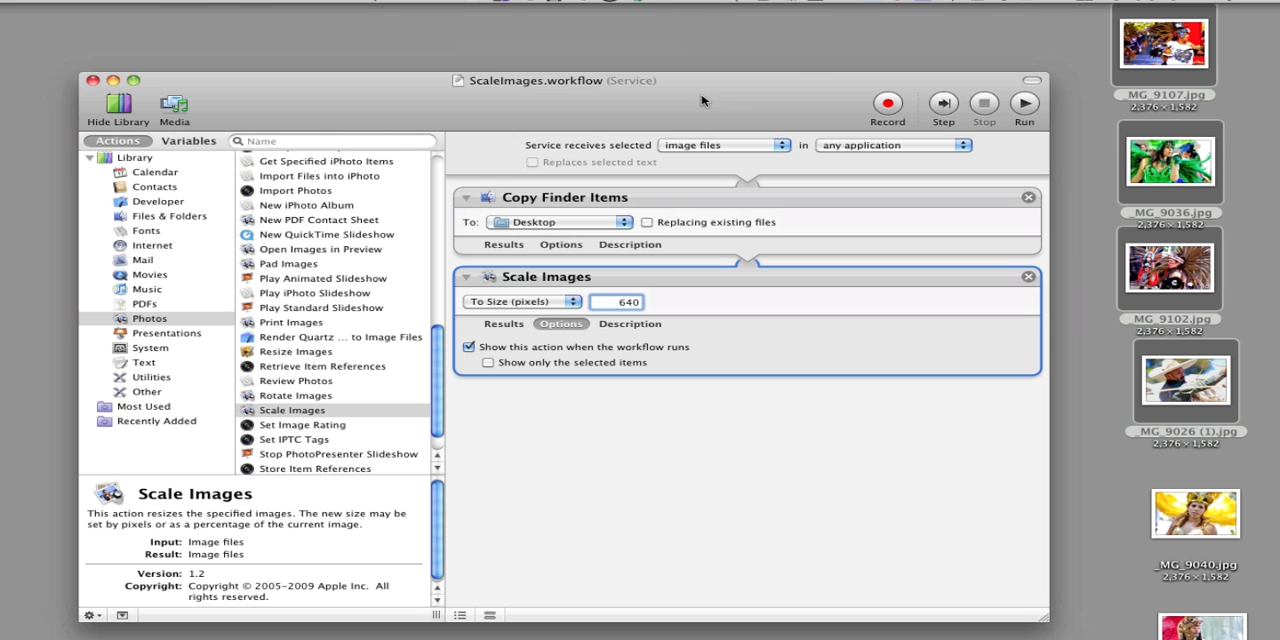 ScaleImages.workflow (Service)
Hide Library
Media
Record
Step
Stop
Run
Actions
Variables
Name
Library
Calendar
Contacts
Developer
Files & Folders
Fonts
Internet
Mail
Movies
Music
PDFs
Photos
Presentations
System
Text
Utilities
Other
Most Used
Recently Added
Get Specified iPhoto Items
Import Files into iPhoto
Import Photos
New iPhoto Album
New PDF Contact Sheet
New QuickTime Slideshow
Open Images in Preview
Pad Images
Play Animated Slideshow
Play iPhoto Slideshow
Play Standard Slideshow
Print Images
Render Quartz ... to Image Files
Resize Images
Retrieve Item References
Review Photos
Rotate Images
Scale Images
Set Image Rating
Set IPTC Tags
Stop PhotoPresenter Slideshow
Store Item References
Scale Images
This action resizes the specified images. The new size may be
set by pixels or as a percentage of the current image.
Input: Image files
Result: Image files
Version: 1.2
Copyright: Copyright © 2005-2009 Apple Inc. All
rights reserved.
Service receives selected image files in any application
Replaces selected text
Copy Finder Items
To: Desktop Replacing existing files
Results Options Description
Scale Images
To Size (pixels) 640
Results Options Description
Show this action when the workflow runs
Show only the selected items
_MG_9107.jpg
2,376 × 1,582
_MG_9036.jpg
2,376 × 1,582
_MG_9102.jpg
2,376 × 1,582
_MG_9026 (1).jpg
2,376 × 1,582
_MG_9040.jpg
2,376 × 1,582